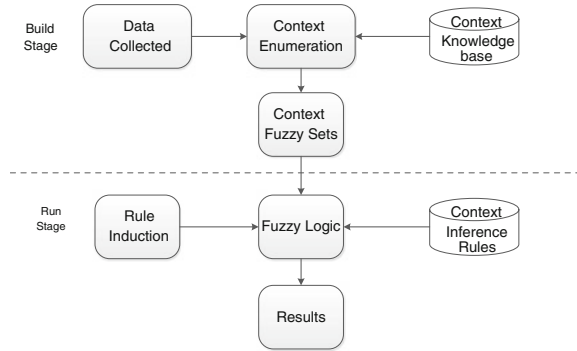 Build
Stage
Data
Collected
Context
Enumeration
Context
Knowledge
base
Context
Fuzzy Sets
Run
Stage
Rule
Induction
Fuzzy Logic
Context
Inference
Rules
Results